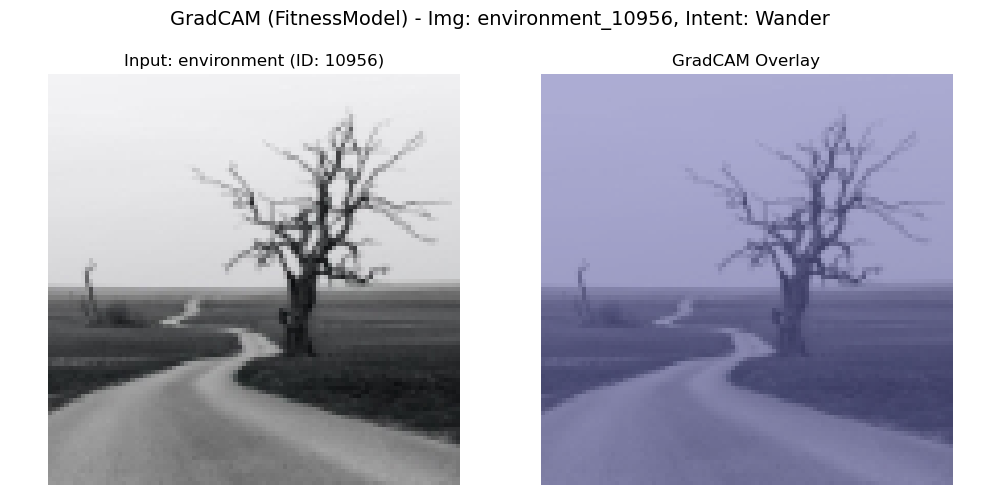 GradCAM (FitnessModel) - Img: environment_10956, Intent: Wander
Input: environment (ID: 10956)
GradCAM Overlay